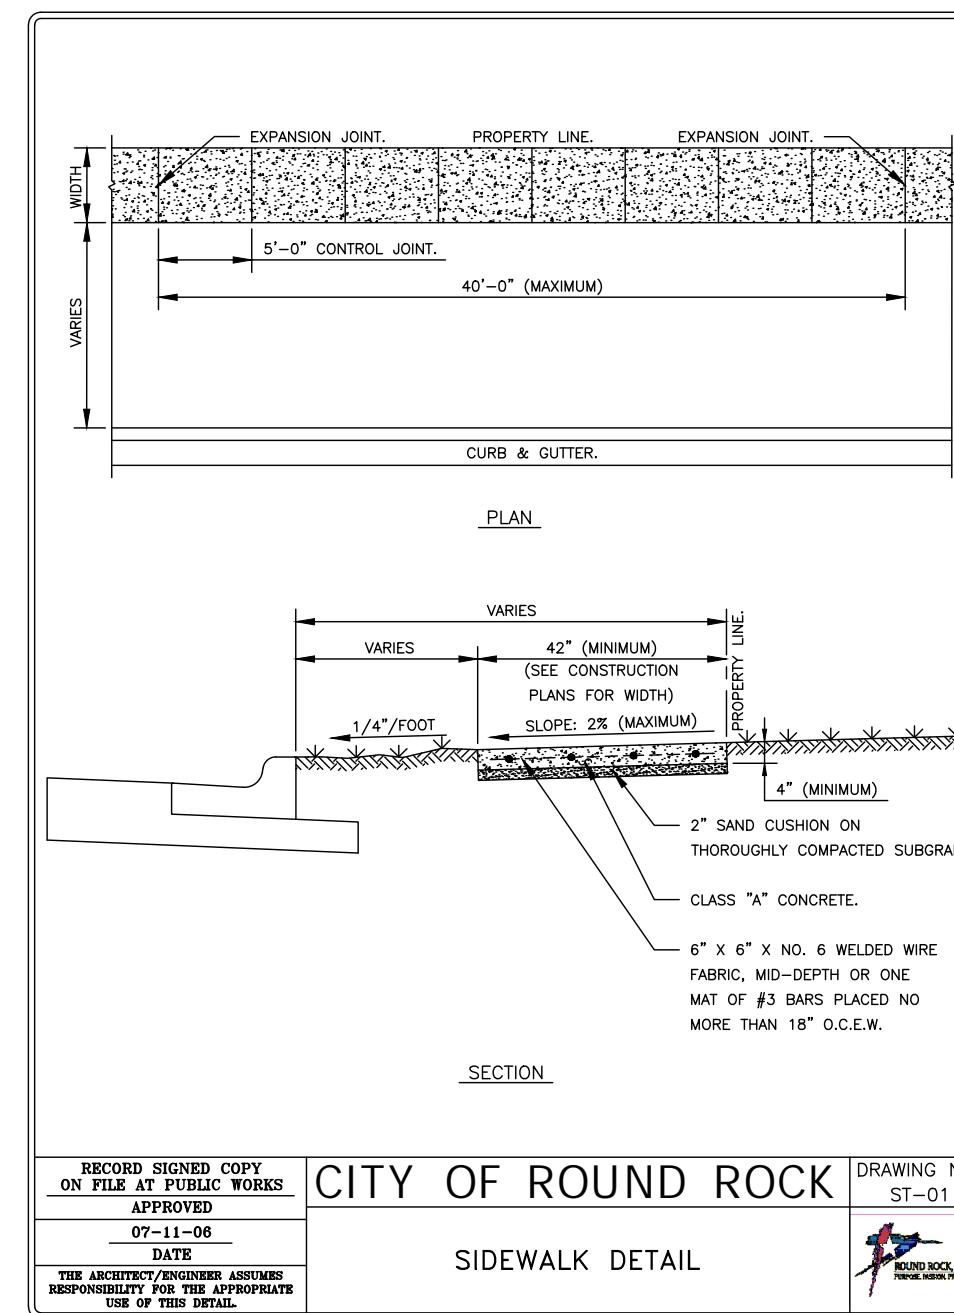 EXPANSION JOINT.
PROPERTY LINE.
EXPANSION JOINT.
WIDTH
5'-0" CONTROL JOINT.
40'-0" (MAXIMUM)
VARIES
CURB & GUTTER.
PLAN
VARIES
VARIES
42" (MINIMUM)
(SEE CONSTRUCTION
PLANS FOR WIDTH)
PROPERTY LINE.
1/4"/FOOT
SLOPE: 2% (MAXIMUM)
4" (MINIMUM)
2" SAND CUSHION ON
THOROUGHLY COMPACTED
CLASS "A" CONCRETE.
6" X 6" X NO. 6 WELDED WIRE
FABRIC, MID-DEPTH OR ONE
MAT OF #3 BARS PLACED NO
MORE THAN 18" O.C.E.W.
SECTION
RECORD SIGNED COPY
ON FILE AT PUBLIC WORKS
APPROVED
07-11-06
DATE
THE ARCHITECT/ENGINEER ASSUMES
RESPONSIBILITY FOR THE APPROPRIATE
USE OF THIS DETAIL.
CITY OF ROUND ROCK
SIDEWALK DETAIL
DRAWING
ST-01
ROUND ROCK,
PURPOSE. PASSION.